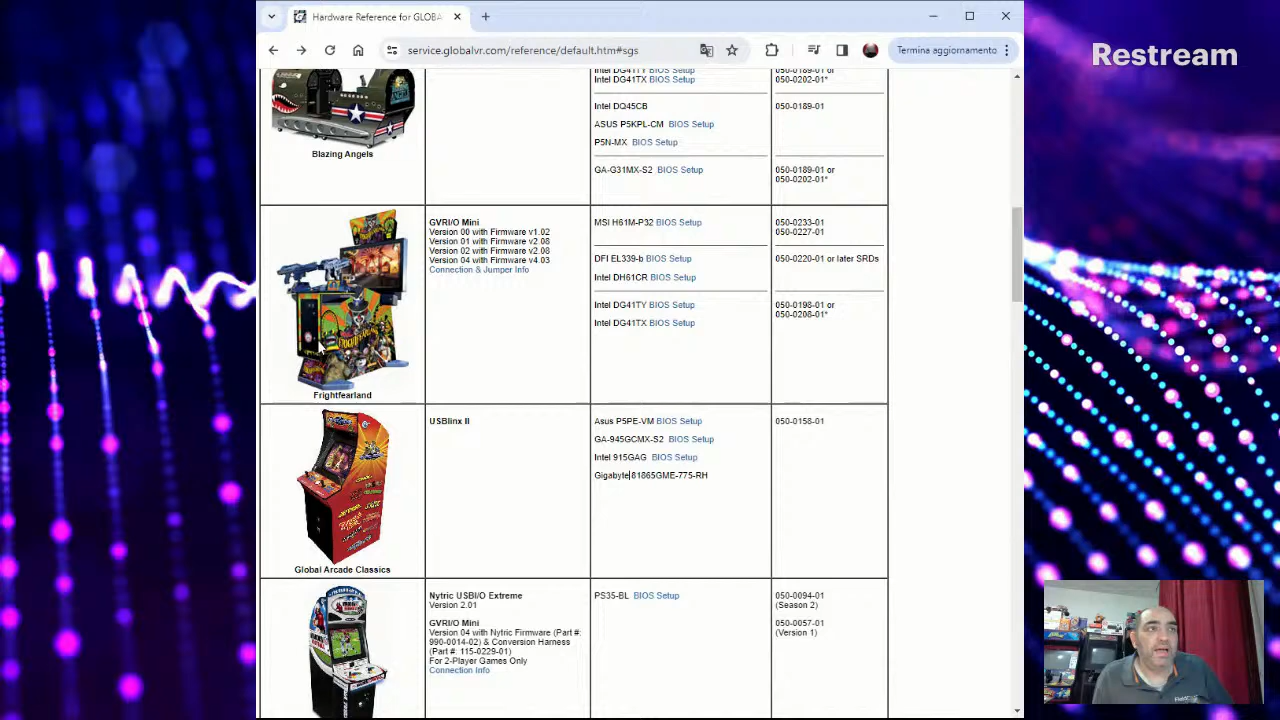 Hardware Reference for GLOBA
service.globalvr.com/reference/default.htm#sgs
Termina aggiornamento
Restream
Blazing Angels
Intel DG41TY BIOS Setup
Intel DG41TX BIOS Setup
050-0189-01 or
050-0202-01*
Intel DQ45CB
ASUS P5KPL-CM BIOS Setup
P5N-MX BIOS Setup
050-0189-01
GA-G31MX-S2 BIOS Setup
050-0189-01 or
050-0202-01*
Frightfearland
GVRI/O Mini
Version 00 with Firmware v1.02
Version 01 with Firmware v2.08
Version 02 with Firmware v2.08
Version 04 with Firmware v4.03
Connection & Jumper Info
MSI H61M-P32 BIOS Setup
050-0233-01
050-0227-01
DFI EL339-b BIOS Setup
Intel DH61CR BIOS Setup
050-0220-01 or later SRDs
Intel DG41TY BIOS Setup
Intel DG41TX BIOS Setup
050-0198-01 or
050-0208-01*
Global Arcade Classics
USBlinx II
Asus P5PE-VM BIOS Setup
GA-945GCMX-S2 BIOS Setup
Intel 915GAG BIOS Setup
Gigabyte 81865GME-775-RH
050-0158-01
Nytric USBI/O Extreme
Version 2.01
GVRI/O Mini
Version 04 with Nytric Firmware (Part #:
990-0014-02) & Conversion Harness
(Part #: 115-0229-01)
For 2-Player Games Only
Connection Info
PS35-BL BIOS Setup
050-0094-01
(Season 2)
050-0057-01
(Version 1)